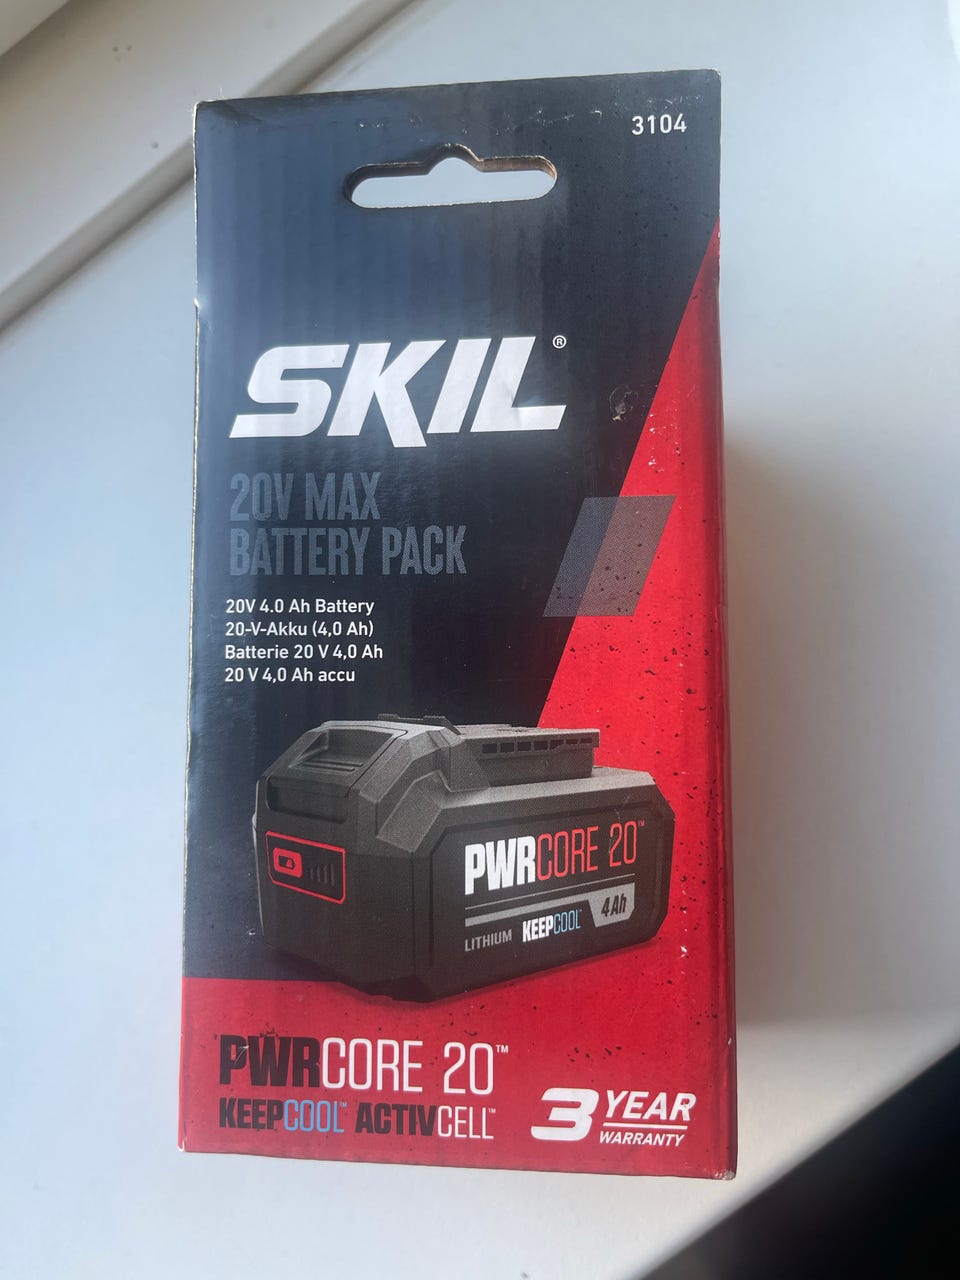 3104
SKIL®
20V MAX
BATTERY PACK
20V 4.0 Ah Battery
20-V-Akku (4,0 Ah)
Batterie 20 V 4,0 Ah
20 V 4,0 Ah accu
PWRCORE 20™
LITHIUM KEEPCOOL™ 4Ah
PWRCORE 20™
KEEPCOOL™ ACTIVCELL™
3 YEAR
WARRANTY